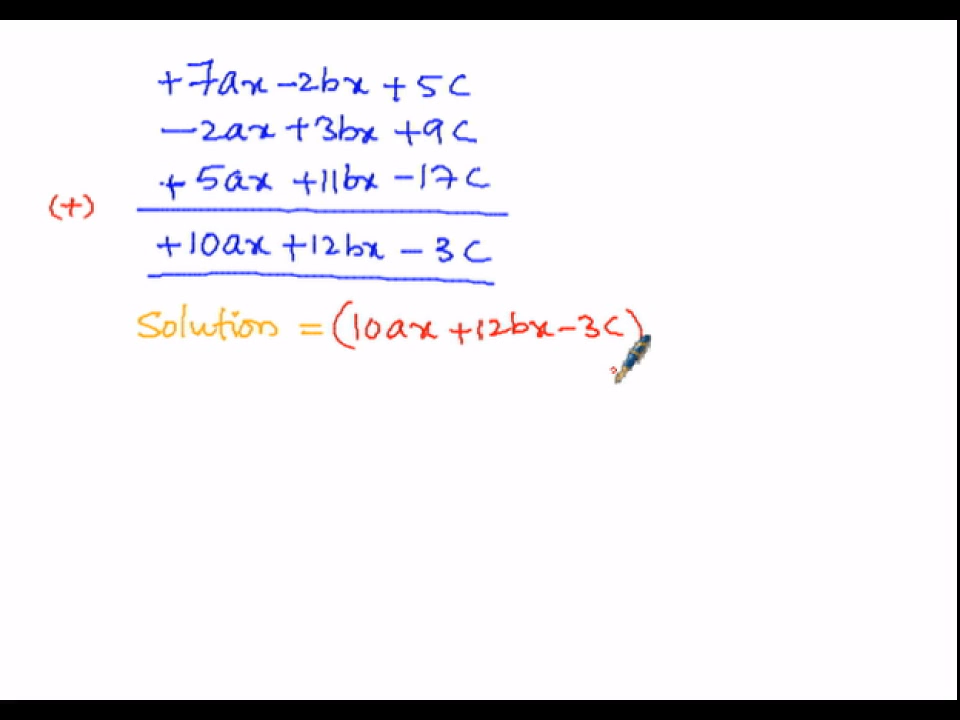 +7ax -2bx +5c
-2ax +3bx +9c
+5ax +11bx -17c
(+)
+10ax +12bx -3c
Solution = (10ax +12bx -3c)